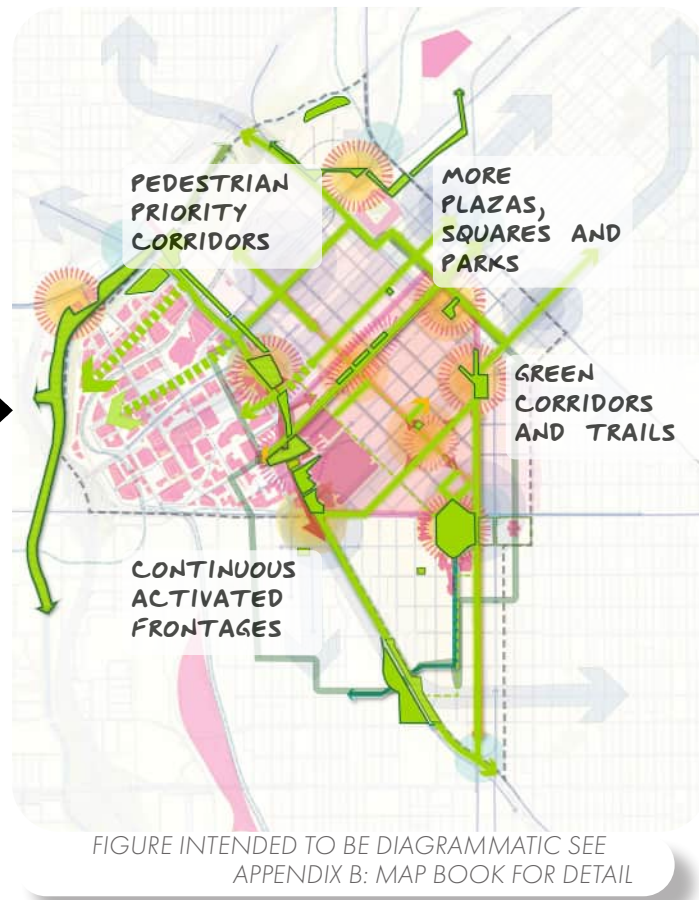 PEDESTRIAN
PRIORITY
CORRIDORS
MORE
PLAZAS,
SQUARES AND
PARKS
GREEN
CORRIDORS
AND TRAILS
CONTINUOUS
ACTIVATED
FRONTAGES
FIGURE INTENDED TO BE DIAGRAMMATIC SEE
APPENDIX B: MAP BOOK FOR DETAIL